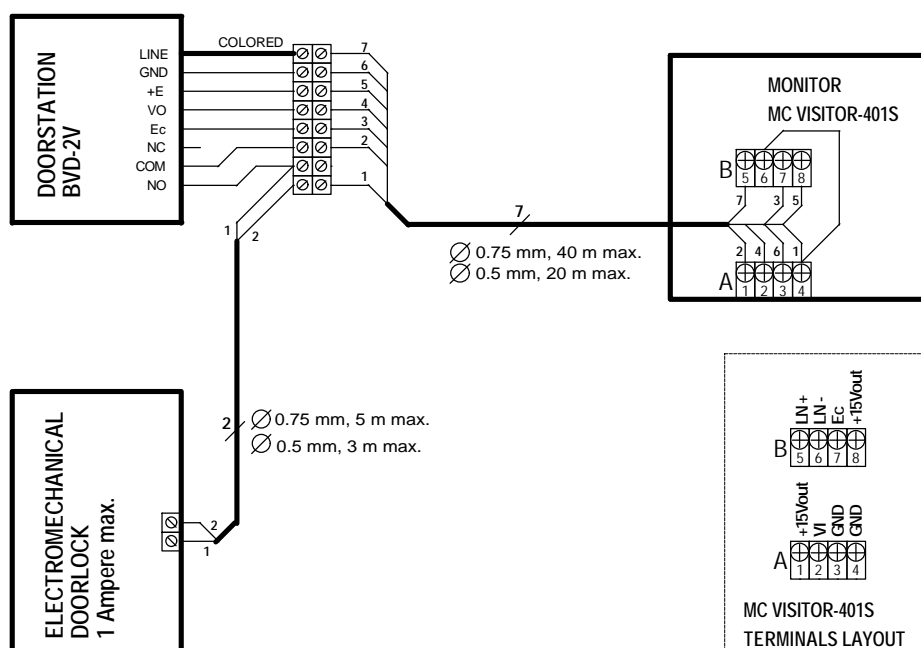 DOORSTATION
BVD-2V
LINE
GND
+E
VO
Ec
NC
COM
NO
COLORED
7
6
5
4
3
2
1
1 2
7
0.75 mm, 40 m max.
0.5 mm, 20 m max.
MONITOR
MC VISITOR-401S
B
5 6 7 8
7 3 5
2 4 6 1
A
1 2 3 4
ELECTROMECHANICAL
DOORLOCK
1 Ampere max.
2
0.75 mm, 5 m max.
0.5 mm, 3 m max.
2
1
LN+
LN-
Ec
+15Vout
B
5 6 7 8
+15Vout
VI
GND
GND
A
1 2 3 4
MC VISITOR-401S
TERMINALS LAYOUT